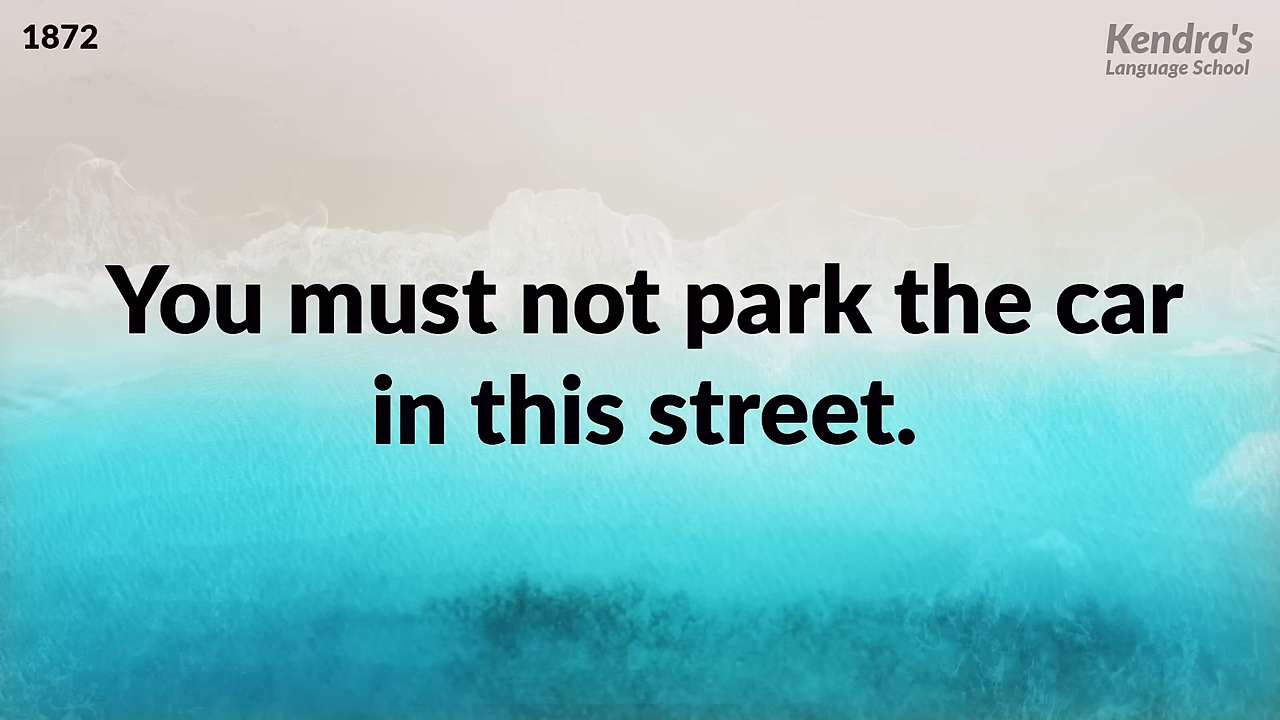 1872
Kendra's
Language School
You must not park the car
in this street.